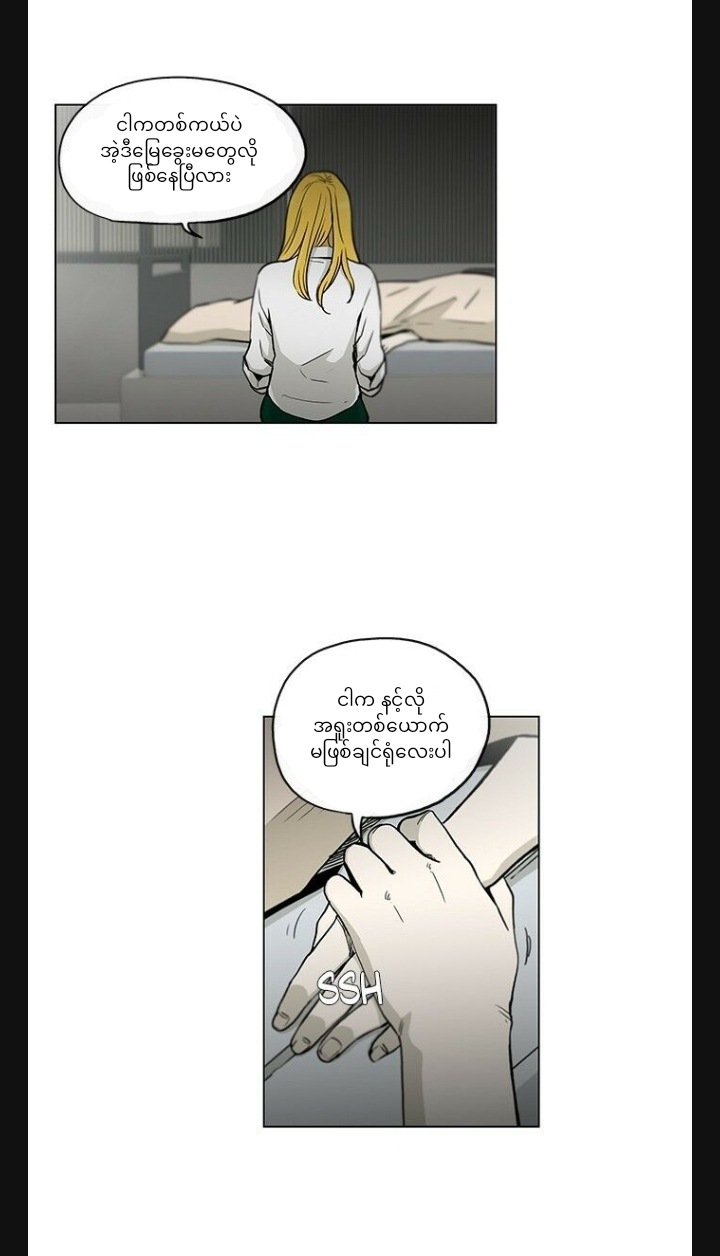 ငါကတစ်ကယ်ပဲ
အဲ့ဒီမြွေခွေးမတွေလို
ဖြစ်နေပြီလား
ငါက နင့်လို
အရူးတစ်ယောက်
မဖြစ်ချင်ရုံလေးပါ
SSH